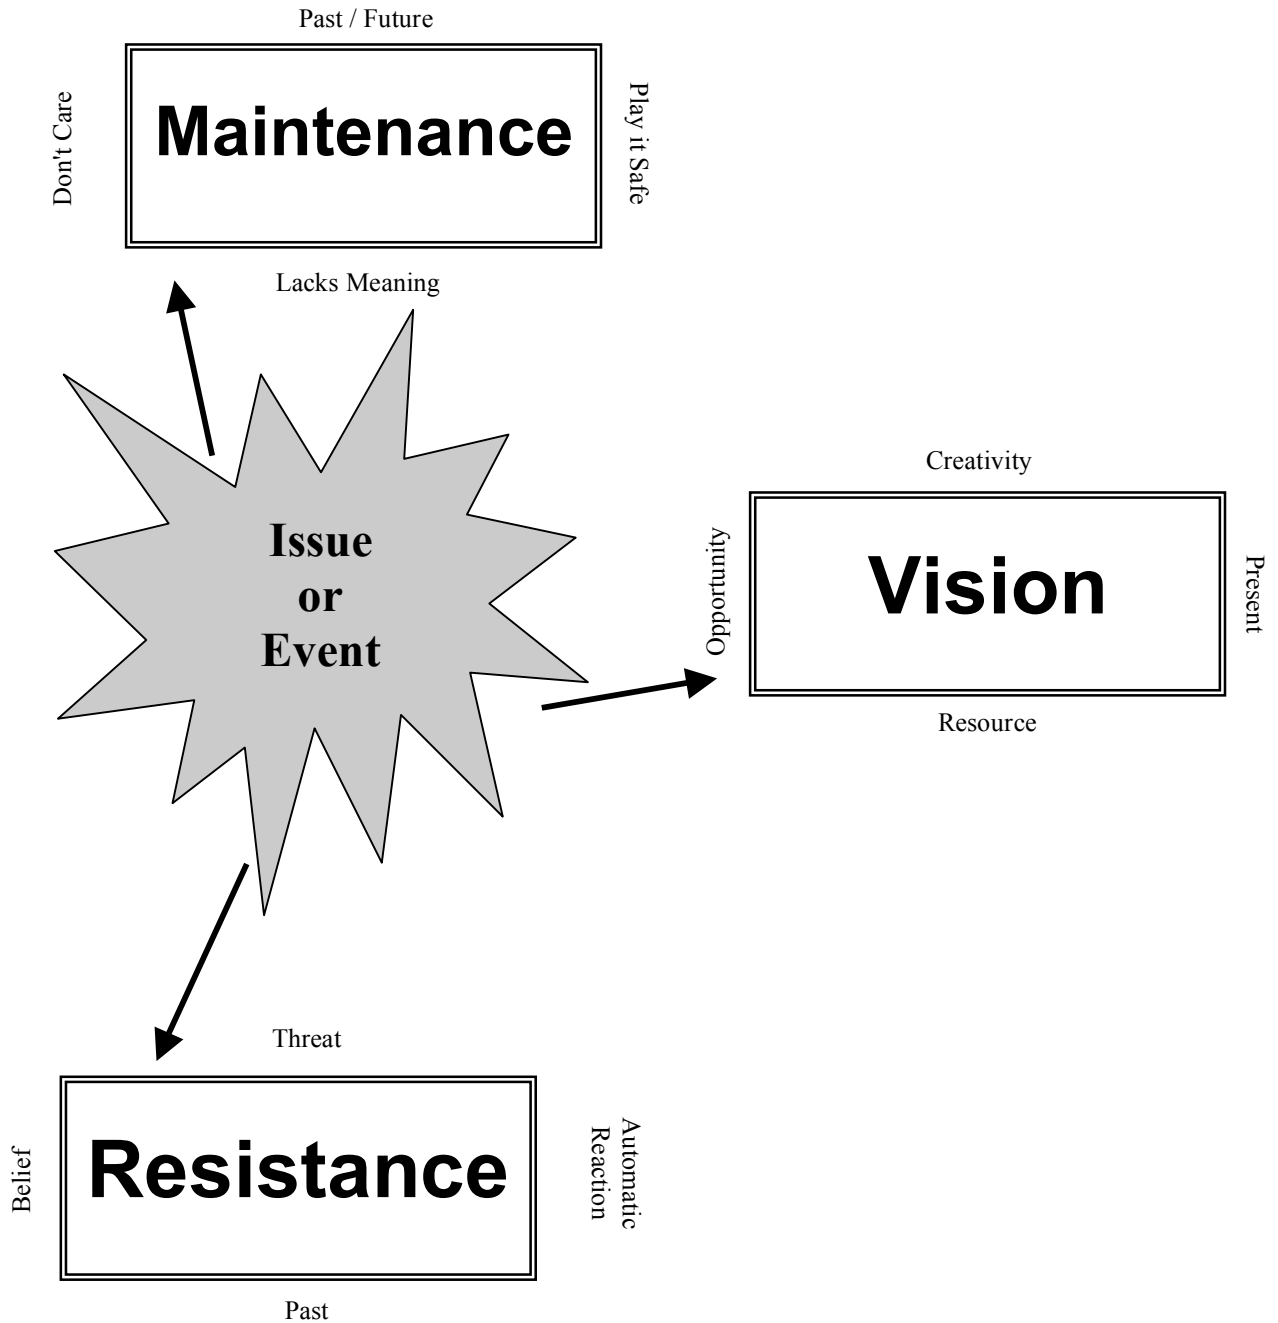 Past / Future
Don't Care
Maintenance
Play it Safe
Lacks Meaning
Issue
or
Event
Creativity
Opportunity
Vision
Present
Resource
Threat
Belief
Resistance
Automatic
Reaction
Past